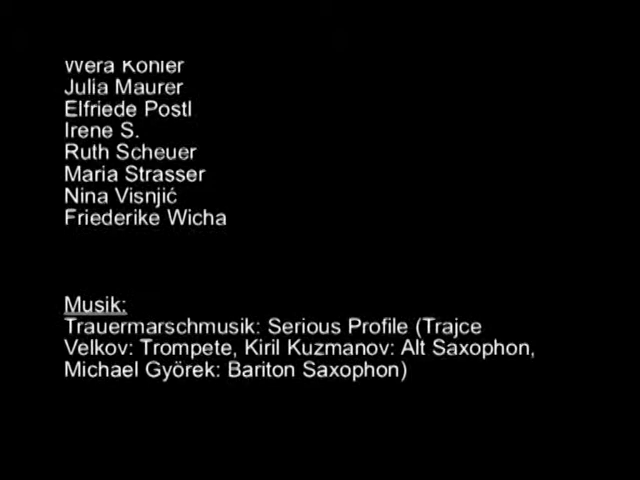 Wera Kohler
Julia Maurer
Elfriede Postl
Irene S.
Ruth Scheuer
Maria Strasser
Nina Visnjić
Friederike Wicha
Musik:
Trauermarschmusik: Serious Profile (Trajce
Velkov: Trompete, Kiril Kuzmanov: Alt Saxophon,
Michael Györek: Bariton Saxophon)